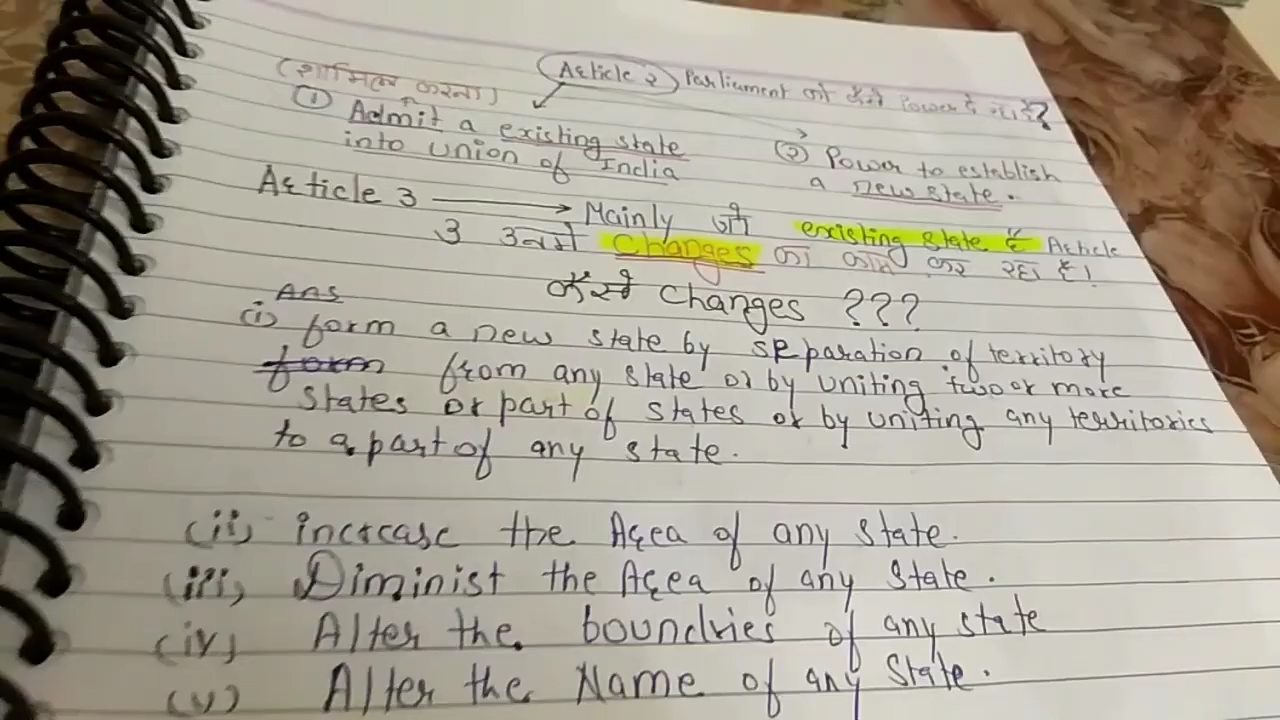 Article 2 Parliament को दो Power देता है?
(शामिल करना)
① Admit a existing state
into union of India
② Power to establish
a new state.
Article 3 → Mainly जो existing state है Article
3 उनमें Changes का काम कर रहा है।
कैसे Changes ???
Ans
(i) form a new state by separation of territory
form from any state or by uniting two or more
states or part of states or by uniting any territories
to a part of any state.
(ii) increase the Area of any state.
(iii) Diminist the Area of any state.
(iv) Alter the boundries of any state
(v) Alter the Name of any state.